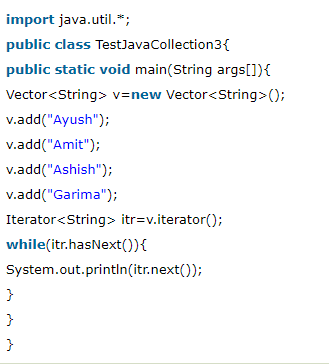 import java.util.*;
public class TestJavaCollection3{
public static void main(String args[]){
Vector<String> v=new Vector<String>();
v.add("Ayush");
v.add("Amit");
v.add("Ashish");
v.add("Garima");
Iterator<String> itr=v.iterator();
while(itr.hasNext()){
System.out.println(itr.next());
}
}
}